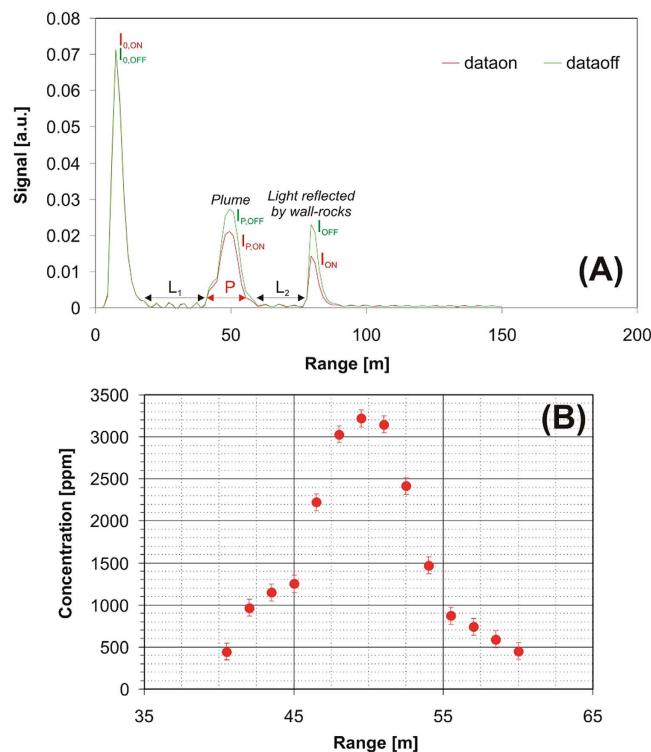 0.08
0.07
0.06
0.05
0.04
0.03
0.02
0.01
0
Signal [a.u.]
I0,ON
I0,OFF
dataon
dataoff
Plume
Light reflected
by wall-rocks
IP,OFF
IP,ON
IOFF
ION
L1
P
L2
(A)
0
50
100
150
200
Range [m]
(B)
3500
3000
2500
2000
1500
1000
500
0
Concentration [ppm]
35
45
55
65
Range [m]